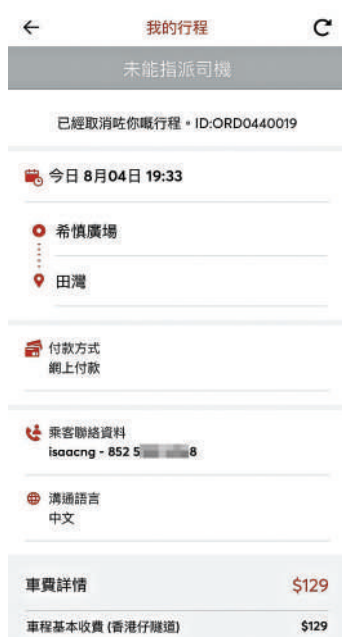 我的行程
未能指派司機
已經取消咗你嘅行程。ID:ORD0440019
今日 8月04日 19:33
希慎廣場
田灣
付款方式
網上付款
乘客聯絡資料
isaacng - 852 5 8
溝通語言
中文
車費詳情 $129
車程基本收費 (香港仔隧道) $129